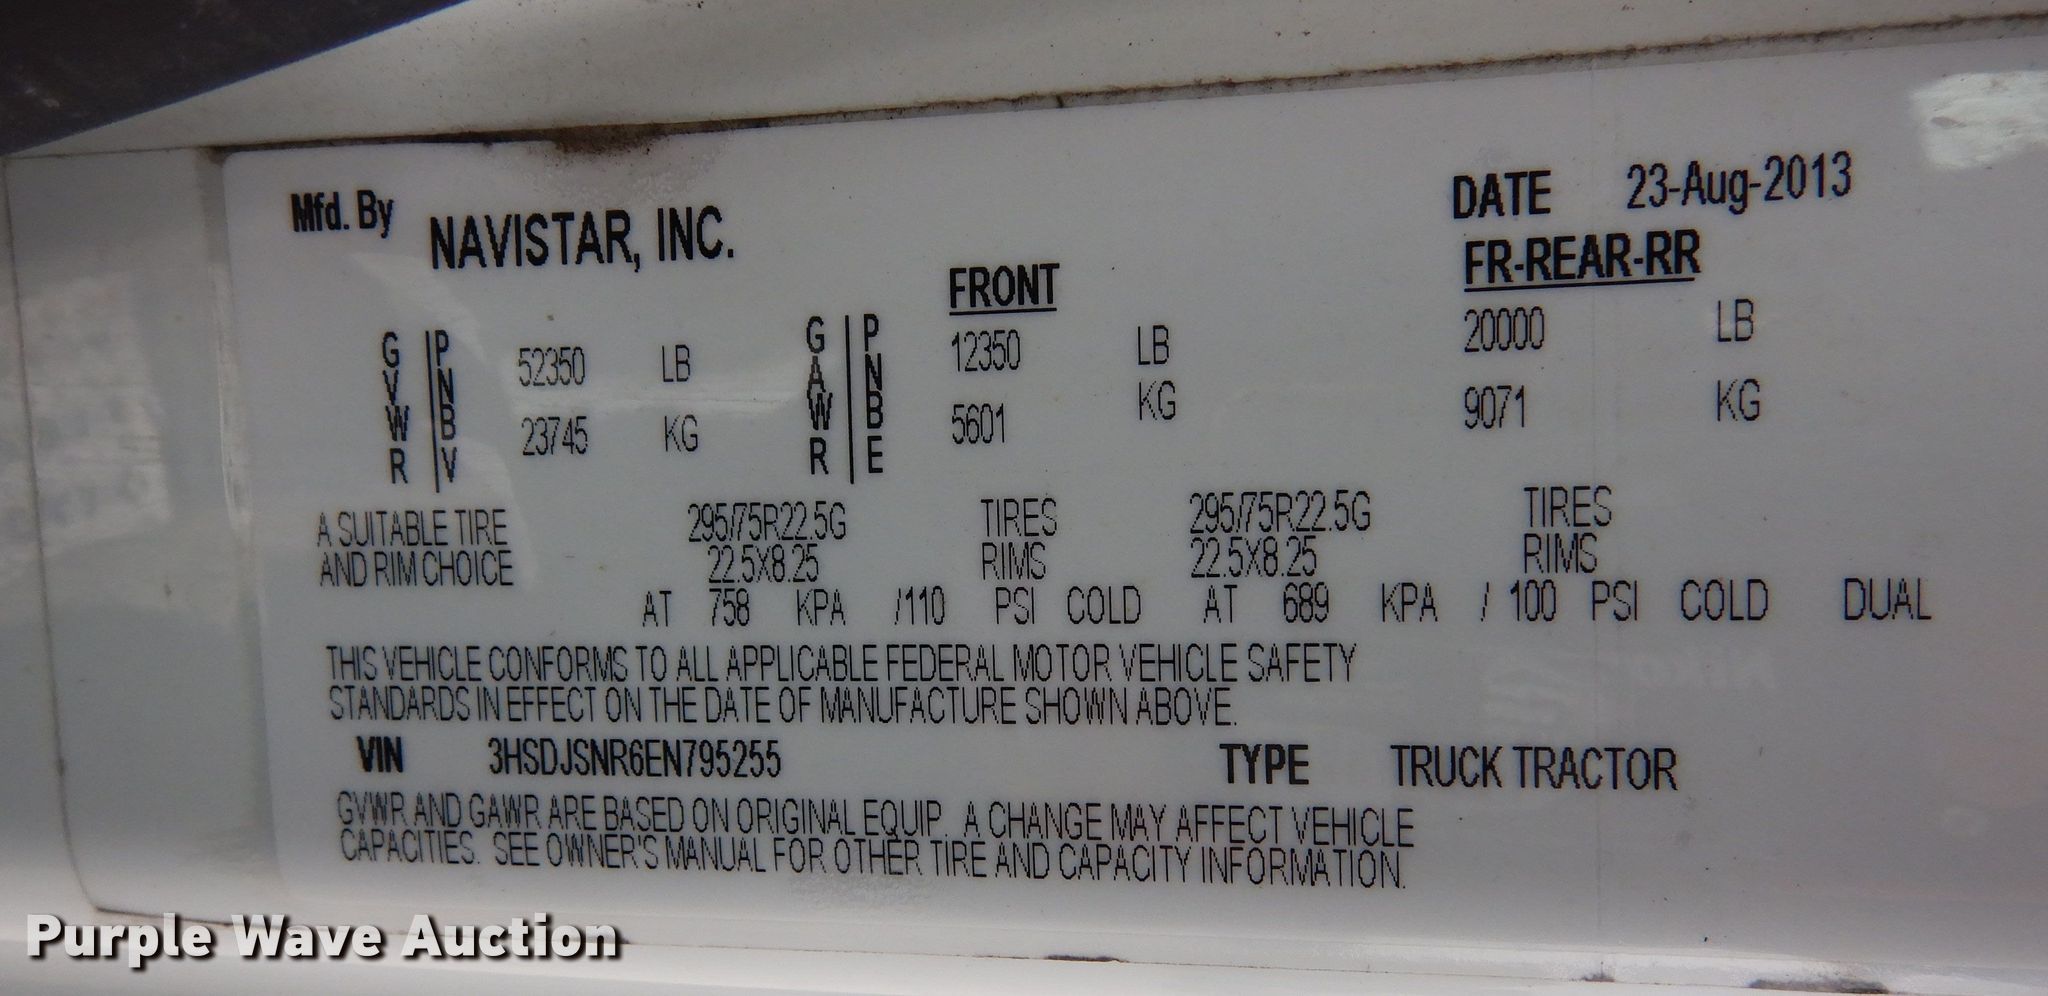 Mfd. By NAVISTAR, INC. DATE 23-Aug-2013
FRONT FR-REAR-RR
GVWR PNBV 52350 LB GAWR PNBE 12350 LB 20000 LB
23745 KG 5601 KG 9071 KG
A SUITABLE TIRE 295/75R22.5G TIRES 295/75R22.5G TIRES
AND RIM CHOICE 22.5X8.25 RIMS 22.5X8.25 RIMS
AT 758 KPA /110 PSI COLD AT 689 KPA / 100 PSI COLD DUAL
THIS VEHICLE CONFORMS TO ALL APPLICABLE FEDERAL MOTOR VEHICLE SAFETY
STANDARDS IN EFFECT ON THE DATE OF MANUFACTURE SHOWN ABOVE.
VIN 3HSDJSNR6EN795255 TYPE TRUCK TRACTOR
GVWR AND GAWR ARE BASED ON ORIGINAL EQUIP. A CHANGE MAY AFFECT VEHICLE
CAPACITIES. SEE OWNER'S MANUAL FOR OTHER TIRE AND CAPACITY INFORMATION.
Purple Wave Auction